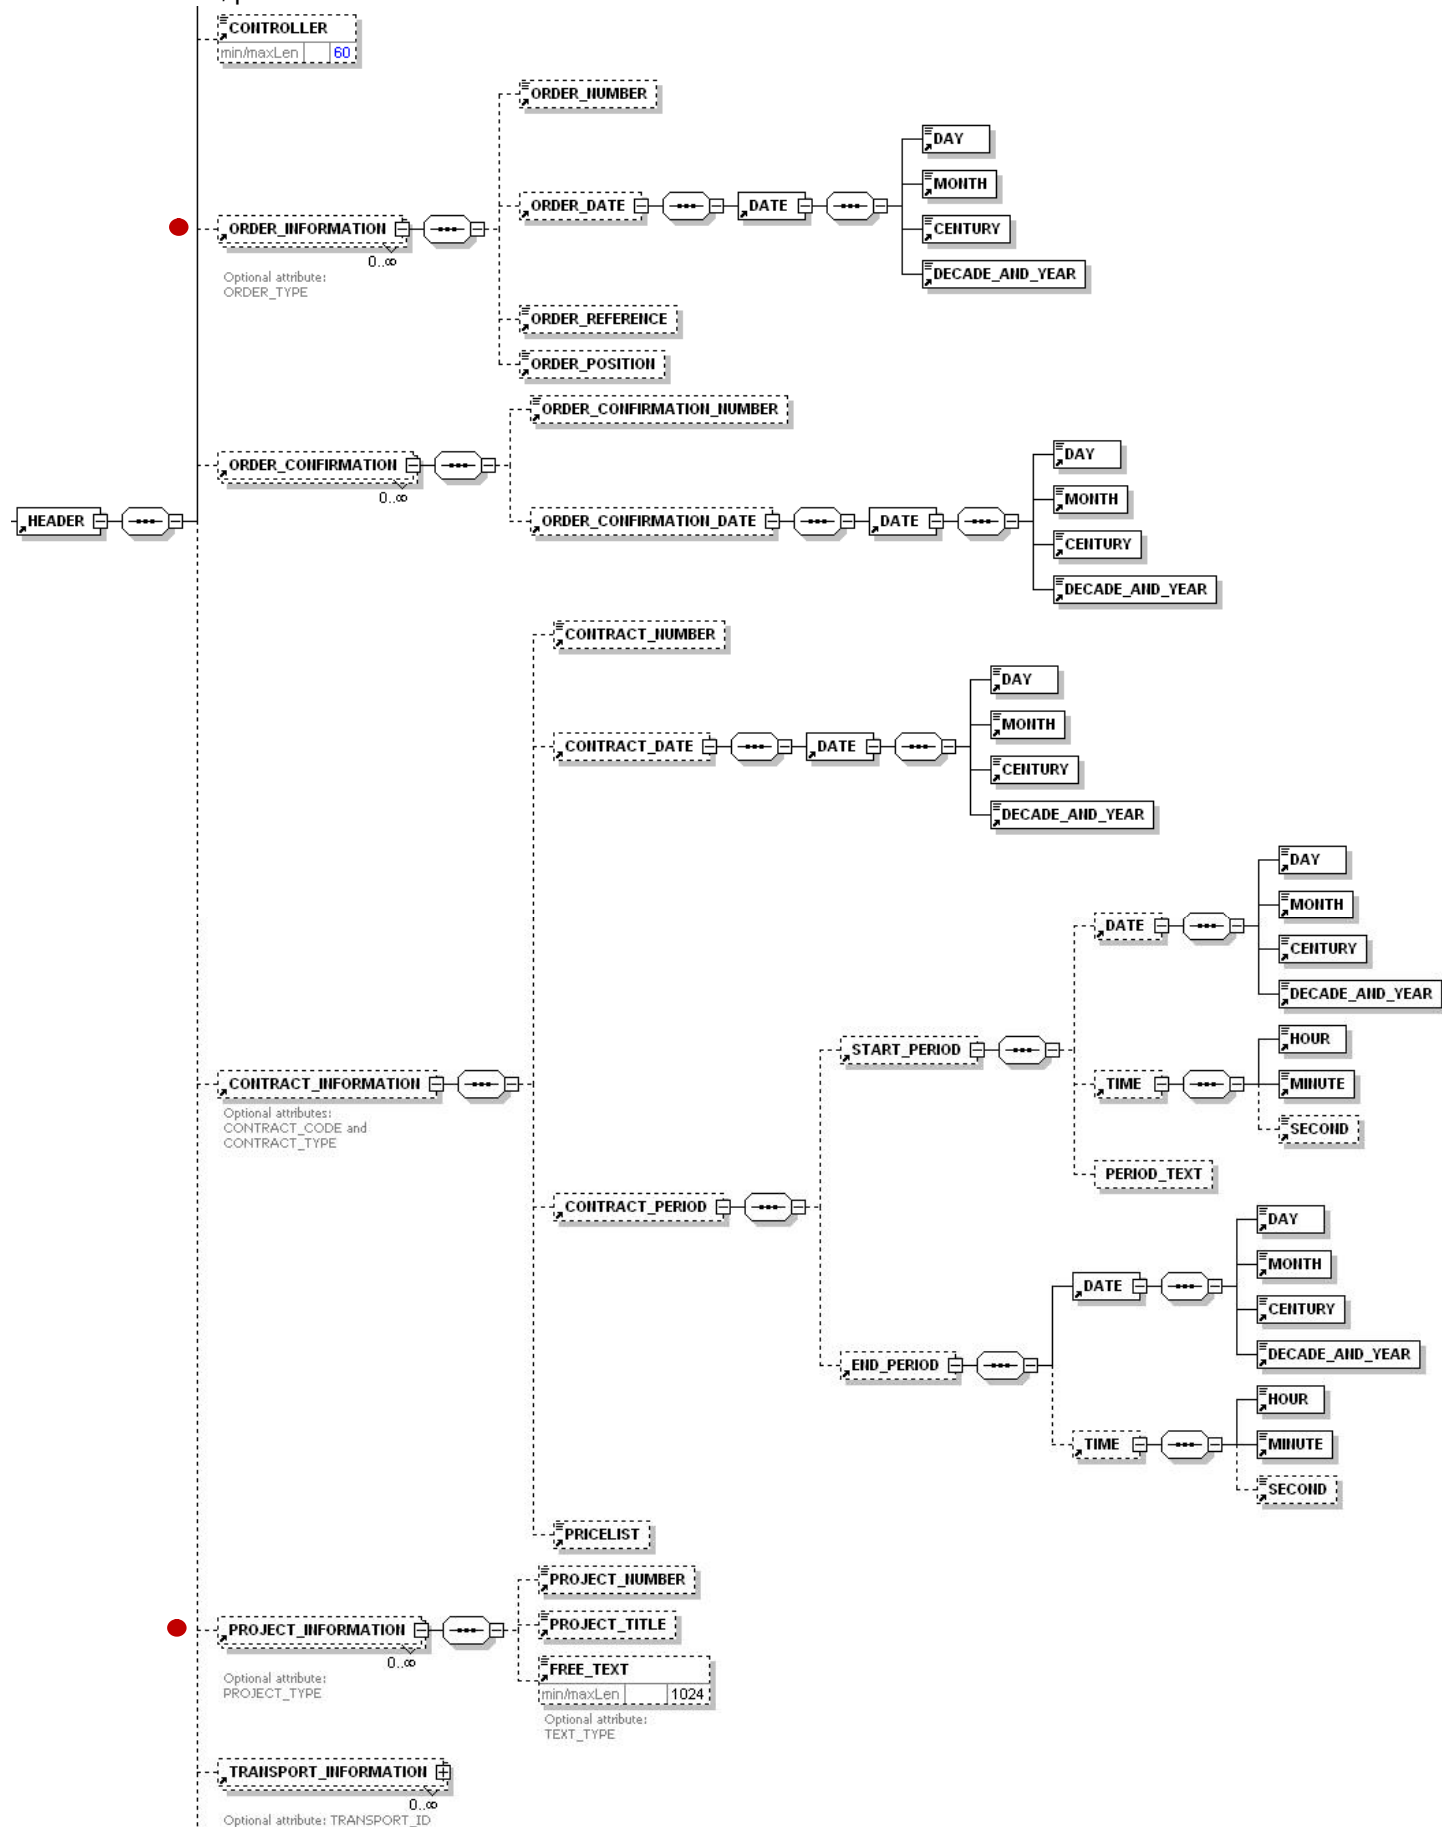 CONTROLLER
min/maxLen 60
ORDER_NUMBER
DAY
MONTH
ORDER_DATE
DATE
ORDER_INFORMATION
CENTURY
0..∞
DECADE_AND_YEAR
Optional attribute:
ORDER_TYPE
ORDER_REFERENCE
ORDER_POSITION
ORDER_CONFIRMATION_NUMBER
DAY
ORDER_CONFIRMATION
0..∞
MONTH
HEADER
ORDER_CONFIRMATION_DATE
DATE
CENTURY
DECADE_AND_YEAR
CONTRACT_NUMBER
DAY
MONTH
CONTRACT_DATE
DATE
CENTURY
DECADE_AND_YEAR
DAY
MONTH
DATE
CENTURY
DECADE_AND_YEAR
HOUR
START_PERIOD
CONTRACT_INFORMATION
TIME
MINUTE
Optional attributes:
CONTRACT_CODE and
CONTRACT_TYPE
SECOND
PERIOD_TEXT
CONTRACT_PERIOD
DAY
MONTH
DATE
CENTURY
DECADE_AND_YEAR
END_PERIOD
HOUR
TIME
MINUTE
SECOND
PRICELIST
PROJECT_NUMBER
PROJECT_TITLE
PROJECT_INFORMATION
0..∞
FREE_TEXT
min/maxLen 1024
Optional attribute:
PROJECT_TYPE
Optional attribute:
TEXT_TYPE
TRANSPORT_INFORMATION
0..∞
Optional attribute: TRANSPORT_ID